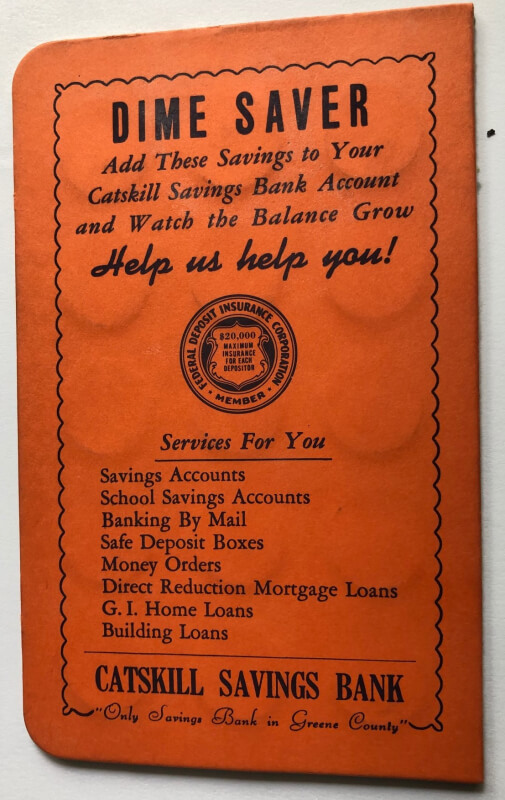 DIME SAVER
Add These Savings to Your
Catskill Savings Bank Account
and Watch the Balance Grow
Help us help you!
FEDERAL DEPOSIT INSURANCE CORPORATION
$20,000
MAXIMUM
INSURANCE
FOR EACH
DEPOSITOR
• MEMBER •
Services For You
Savings Accounts
School Savings Accounts
Banking By Mail
Safe Deposit Boxes
Money Orders
Direct Reduction Mortgage Loans
G. I. Home Loans
Building Loans
CATSKILL SAVINGS BANK
"Only Savings Bank in Greene County"